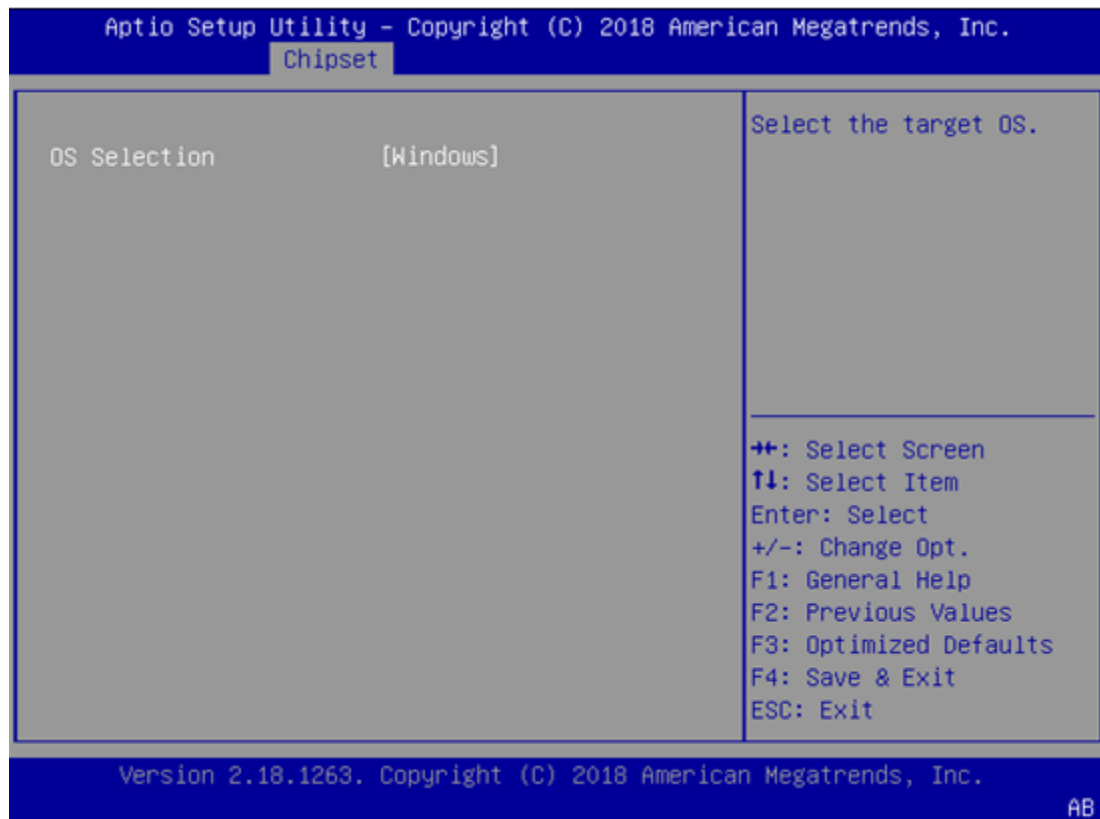 Aptio Setup Utility – Copyright (C) 2018 American Megatrends, Inc.
Chipset
OS Selection [Windows]
Select the target OS.
→←: Select Screen
↑↓: Select Item
Enter: Select
+/-: Change Opt.
F1: General Help
F2: Previous Values
F3: Optimized Defaults
F4: Save & Exit
ESC: Exit
Version 2.18.1263. Copyright (C) 2018 American Megatrends, Inc.
AB